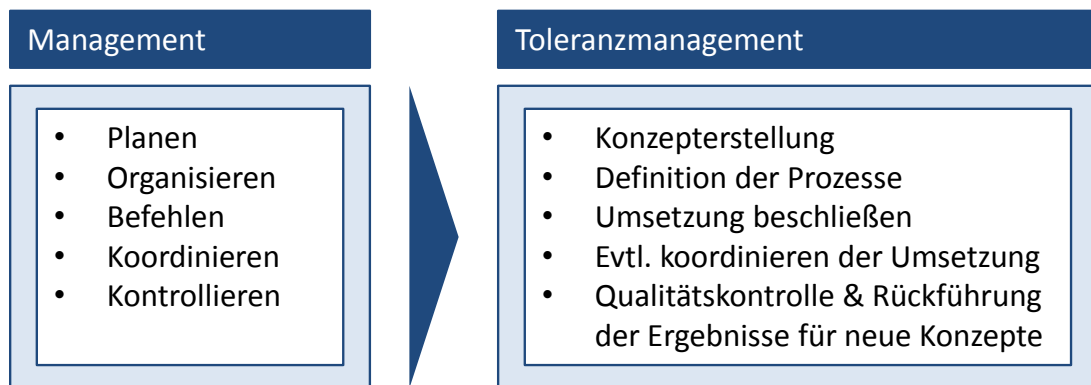 Management
• Planen
• Organisieren
• Befehlen
• Koordinieren
• Kontrollieren
Toleranzmanagement
• Konzepterstellung
• Definition der Prozesse
• Umsetzung beschließen
• Evtl. koordinieren der Umsetzung
• Qualitätskontrolle & Rückführung
der Ergebnisse für neue Konzepte